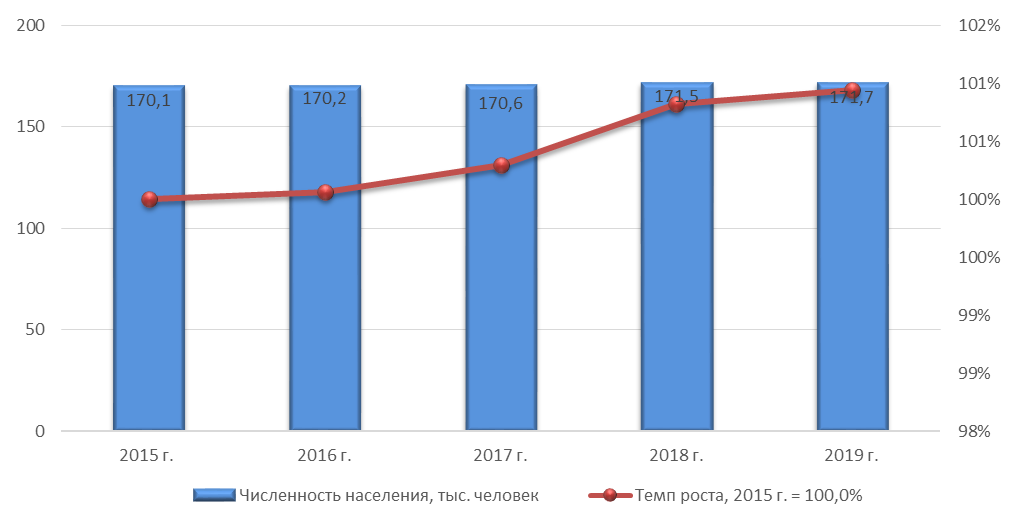 200
150
100
50
0
170,1
170,2
170,6
171,5
171,7
102%
101%
101%
100%
100%
99%
99%
98%
2015 г.
2016 г.
2017 г.
2018 г.
2019 г.
Численность населения, тыс. человек
Темп роста, 2015 г. = 100,0%